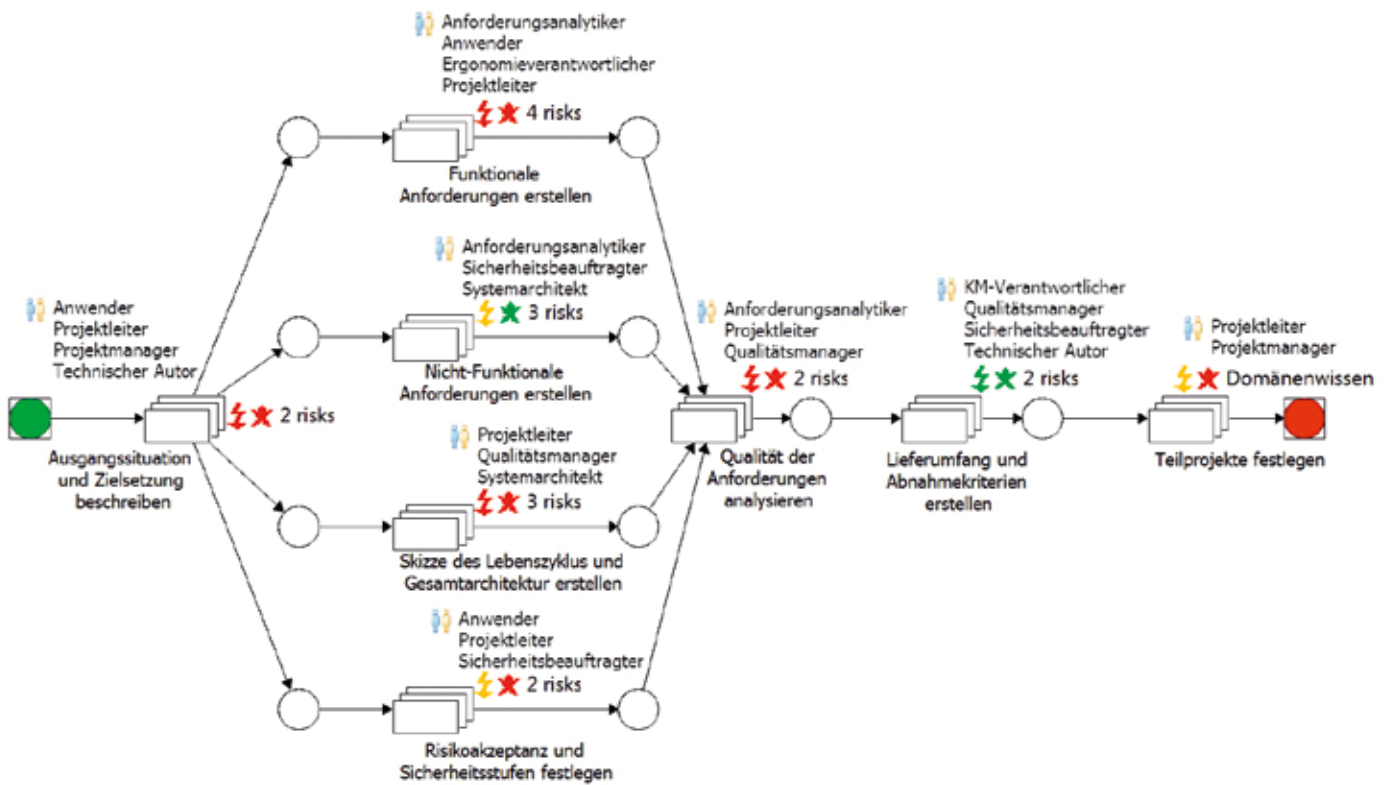 Anforderungsanalytiker
Anwender
Ergonomieverantwortlicher
Projektleiter
4 risks
Funktionale
Anforderungen erstellen
Anforderungsanalytiker
Sicherheitsbeauftragter
Systemarchitekt
3 risks
Nicht-Funktionale
Anforderungen erstellen
Anwender
Projektleiter
Projektmanager
Technischer Autor
2 risks
Ausgangssituation
und Zielsetzung
beschreiben
Projektleiter
Qualitätsmanager
Systemarchitekt
3 risks
Skizze des Lebenszyklus und
Gesamtarchitektur erstellen
Anwender
Projektleiter
Sicherheitsbeauftragter
2 risks
Risikoakzeptanz und
Sicherheitsstufen festlegen
Anforderungsanalytiker
Projektleiter
Qualitätsmanager
2 risks
Qualität der
Anforderungen
analysieren
KM-Verantwortlicher
Qualitätsmanager
Sicherheitsbeauftragter
Technischer Autor
2 risks
Lieferumfang und
Abnahmekriterien
erstellen
Projektleiter
Projektmanager
Domänenwissen
Teilprojekte festlegen